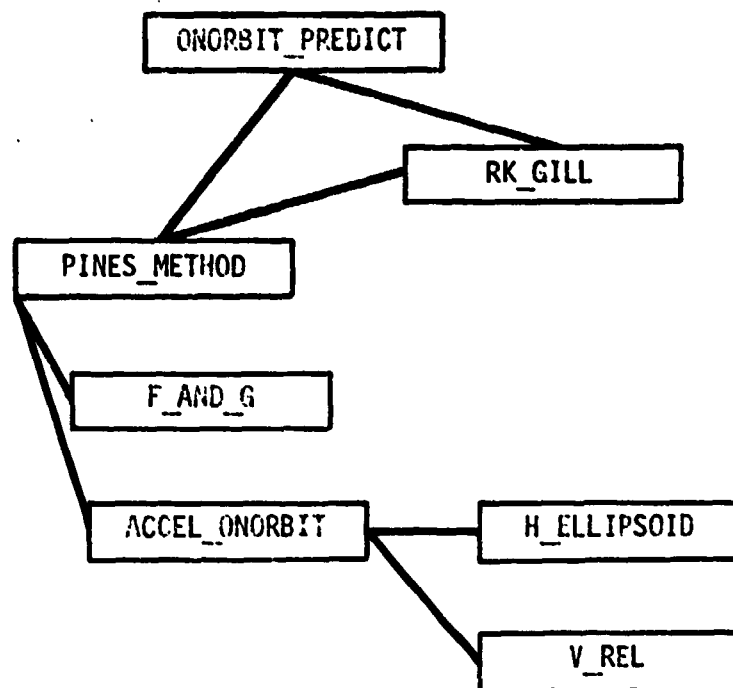 ONORBIT_PREDICT
RK_GILL
PINES_METHOD
F_AND_G
ACCEL_ONORBIT
H_ELLIPSOID
V_REL